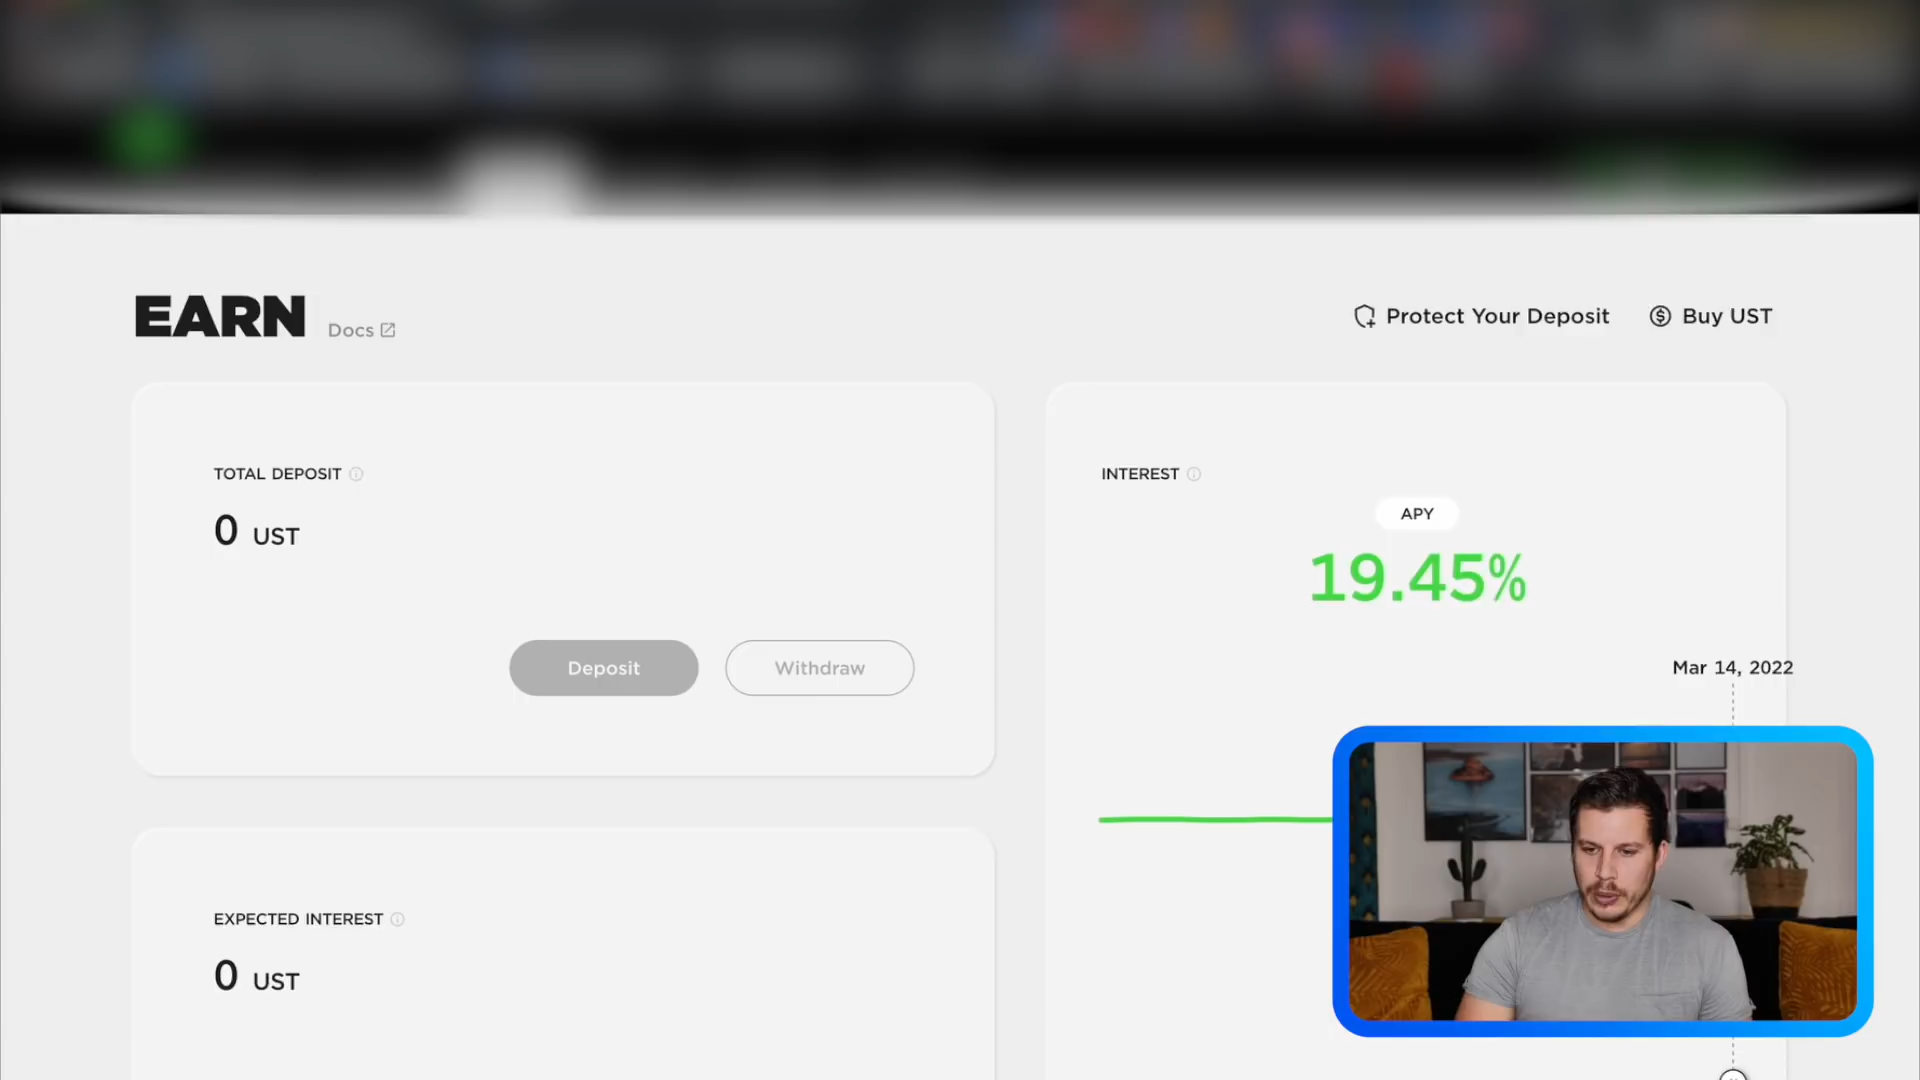 EARN Docs
Protect Your Deposit Buy UST
TOTAL DEPOSIT
0 UST
Deposit Withdraw
INTEREST
APY
19.45%
Mar 14, 2022
EXPECTED INTEREST
0 UST